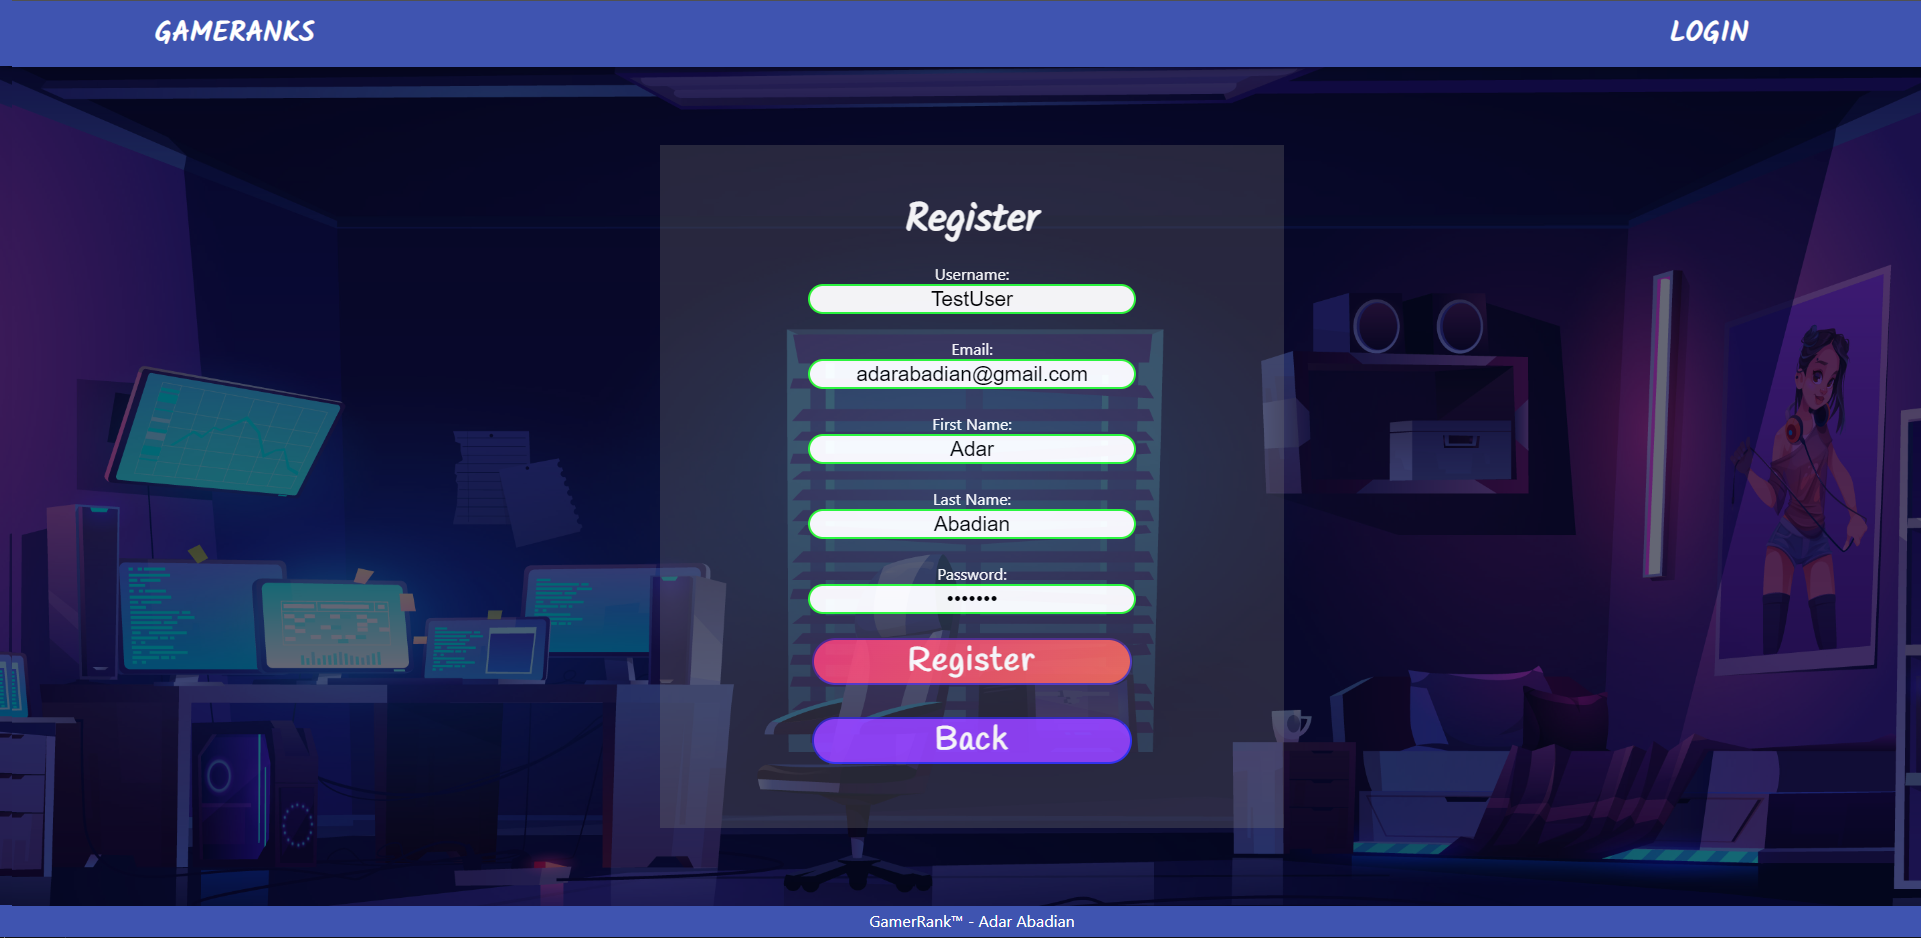 GAMERANKS
LOGIN
Register
Username:
TestUser
Email:
adarabadian@gmail.com
First Name:
Adar
Last Name:
Abadian
Password:
•••••••
Register
Back
GamerRank™ - Adar Abadian